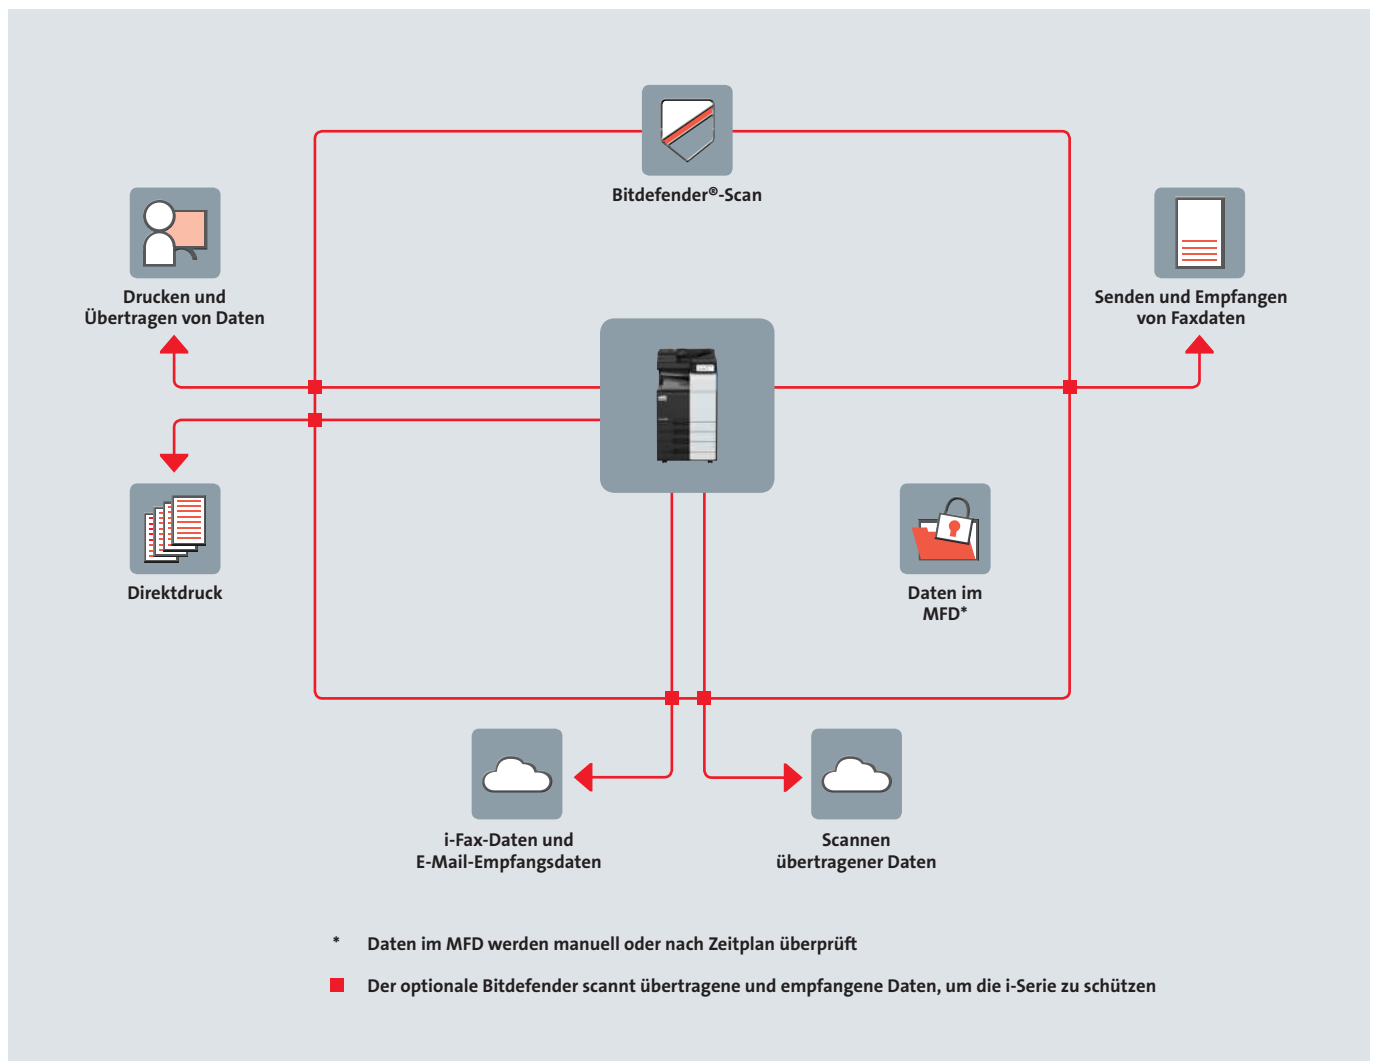 Bitdefender®-Scan
Drucken und
Übertragen von Daten
Senden und Empfangen
von Faxdaten
Direktdruck
Daten im
MFD*
i-Fax-Daten und
E-Mail-Empfangsdaten
Scannen
übertragener Daten
* Daten im MFD werden manuell oder nach Zeitplan überprüft
Der optionale Bitdefender scannt übertragene und empfangene Daten, um die i-Serie zu schützen